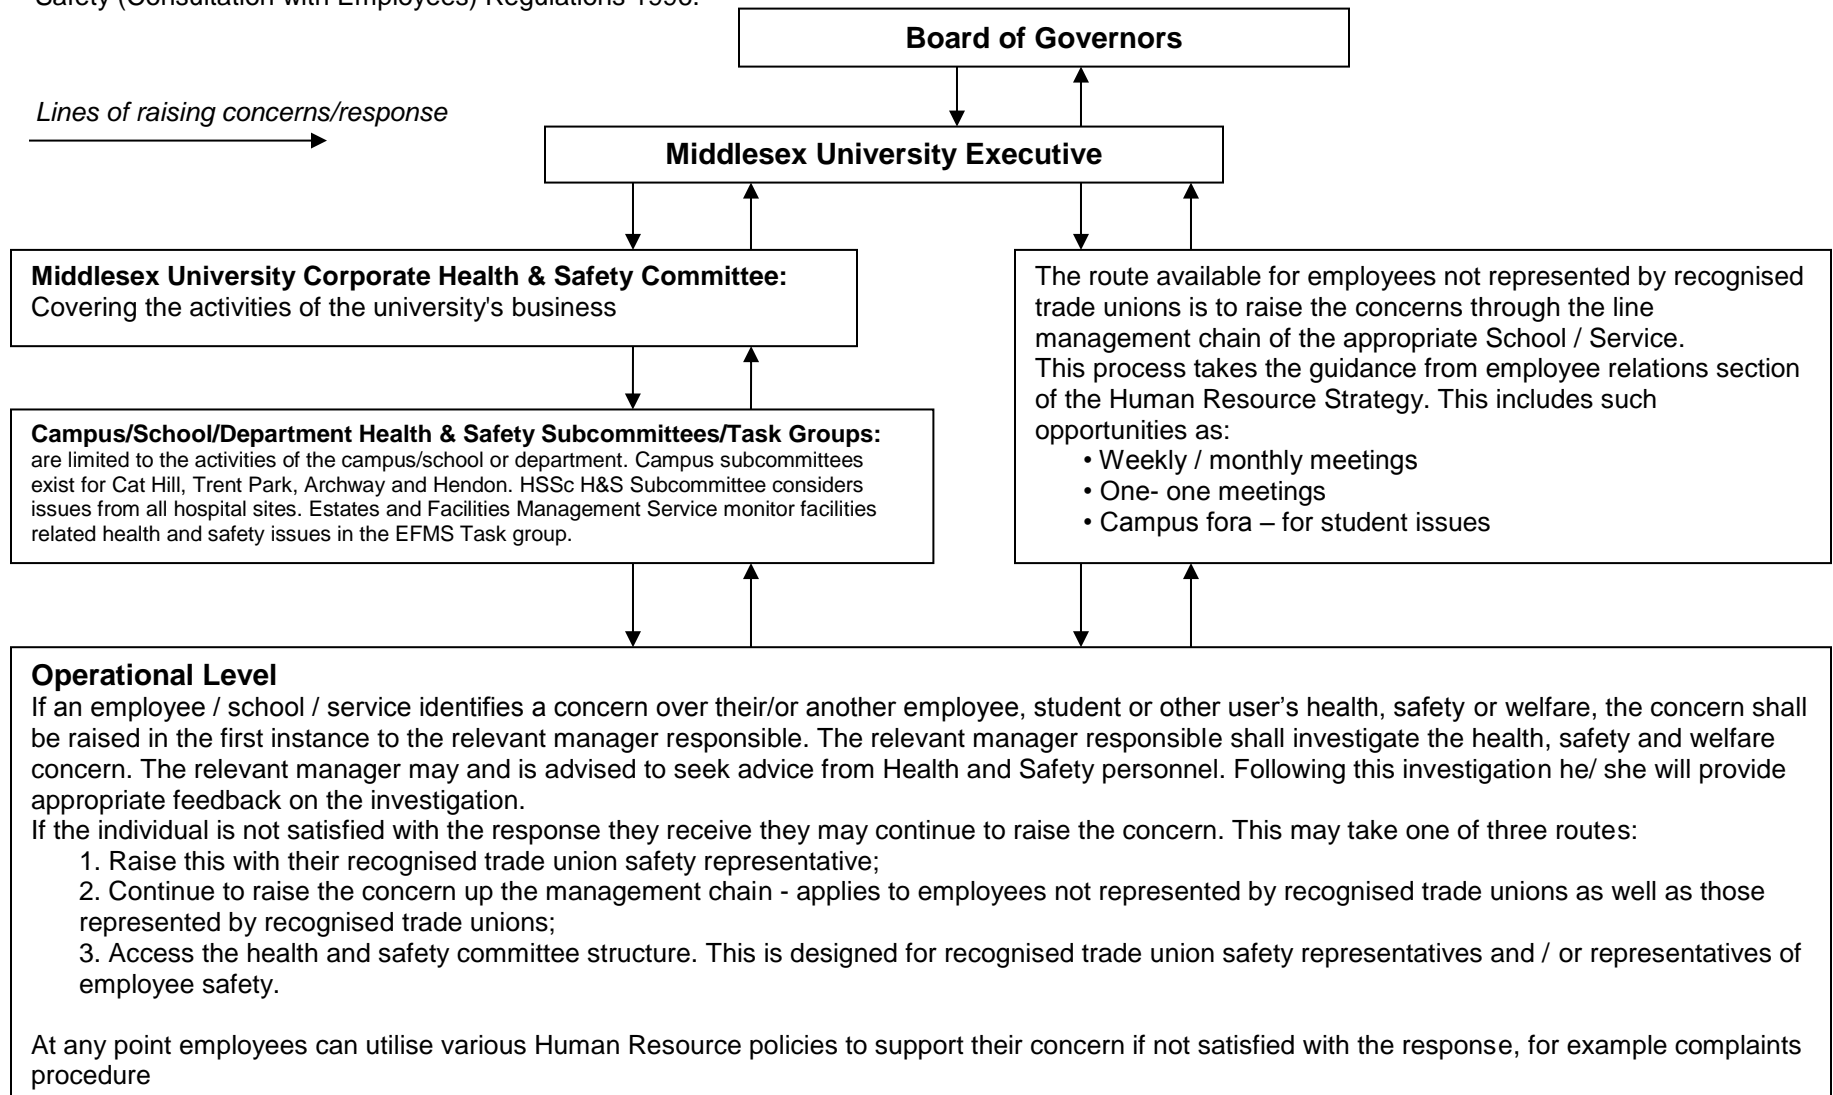 Safety (Consultation with Employees) Regulations 1996.
Board of Governors
Lines of raising concerns/response
Middlesex University Executive
Middlesex University Corporate Health & Safety Committee:
Covering the activities of the university's business
The route available for employees not represented by recognised
trade unions is to raise the concerns through the line
management chain of the appropriate School / Service.
This process takes the guidance from employee relations section
of the Human Resource Strategy. This includes such
opportunities as:
• Weekly / monthly meetings
• One- one meetings
• Campus fora – for student issues
Campus/School/Department Health & Safety Subcommittees/Task Groups:
are limited to the activities of the campus/school or department. Campus subcommittees
exist for Cat Hill, Trent Park, Archway and Hendon. HSSc H&S Subcommittee considers
issues from all hospital sites. Estates and Facilities Management Service monitor facilities
related health and safety issues in the EFMS Task group.
Operational Level
If an employee / school / service identifies a concern over their/or another employee, student or other user’s health, safety or welfare, the concern shall
be raised in the first instance to the relevant manager responsible. The relevant manager responsible shall investigate the health, safety and welfare
concern. The relevant manager may and is advised to seek advice from Health and Safety personnel. Following this investigation he/ she will provide
appropriate feedback on the investigation.
If the individual is not satisfied with the response they receive they may continue to raise the concern. This may take one of three routes:
1. Raise this with their recognised trade union safety representative;
2. Continue to raise the concern up the management chain - applies to employees not represented by recognised trade unions as well as those
represented by recognised trade unions;
3. Access the health and safety committee structure. This is designed for recognised trade union safety representatives and / or representatives of
employee safety.
At any point employees can utilise various Human Resource policies to support their concern if not satisfied with the response, for example complaints
procedure